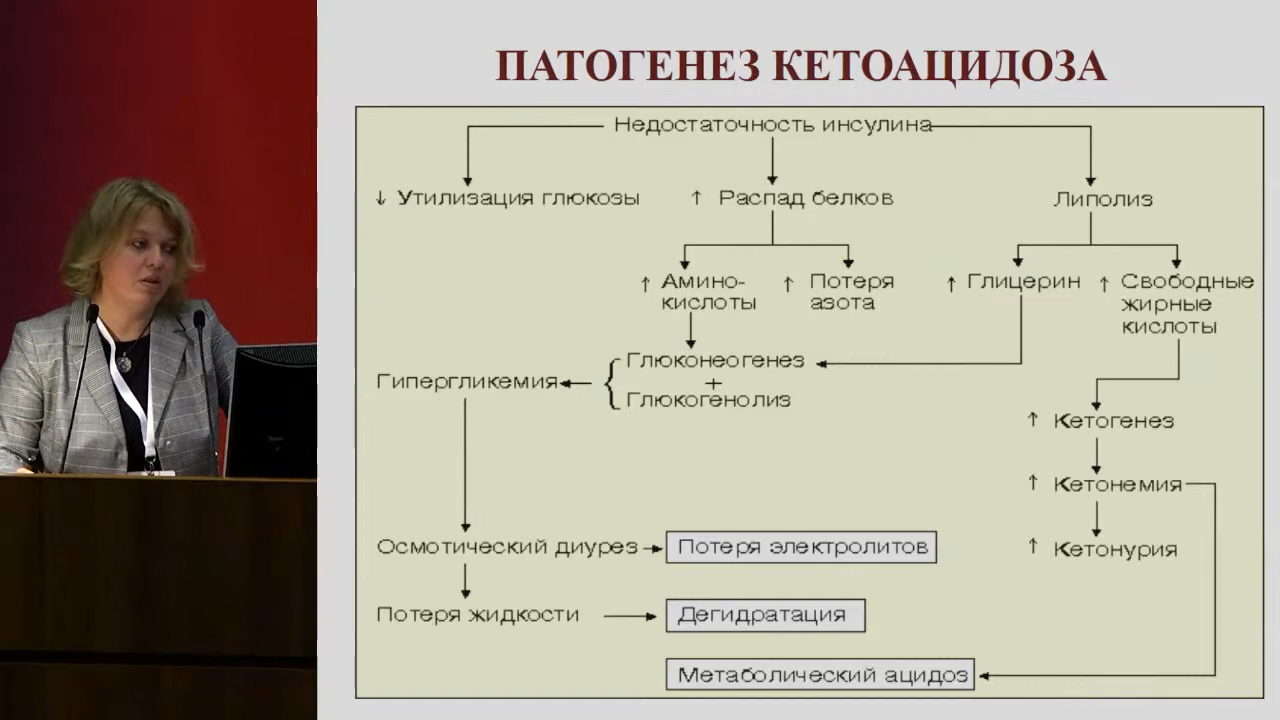 ПАТОГЕНЕЗ КЕТОАЦИДОЗА
Недостаточность инсулина
↓ Утилизация глюкозы
↑ Распад белков
Липолиз
↑ Амино-
кислоты
↑ Потеря
азота
↑ Глицерин
↑ Свободные
жирные
кислоты
Глюконеогенез
+
Глюкогенолиз
Гипергликемия
↑ Кетогенез
↑ Кетонемия
↑ Кетонурия
Осмотический диурез
Потеря электролитов
Потеря жидкости
Дегидратация
Метаболический ацидоз